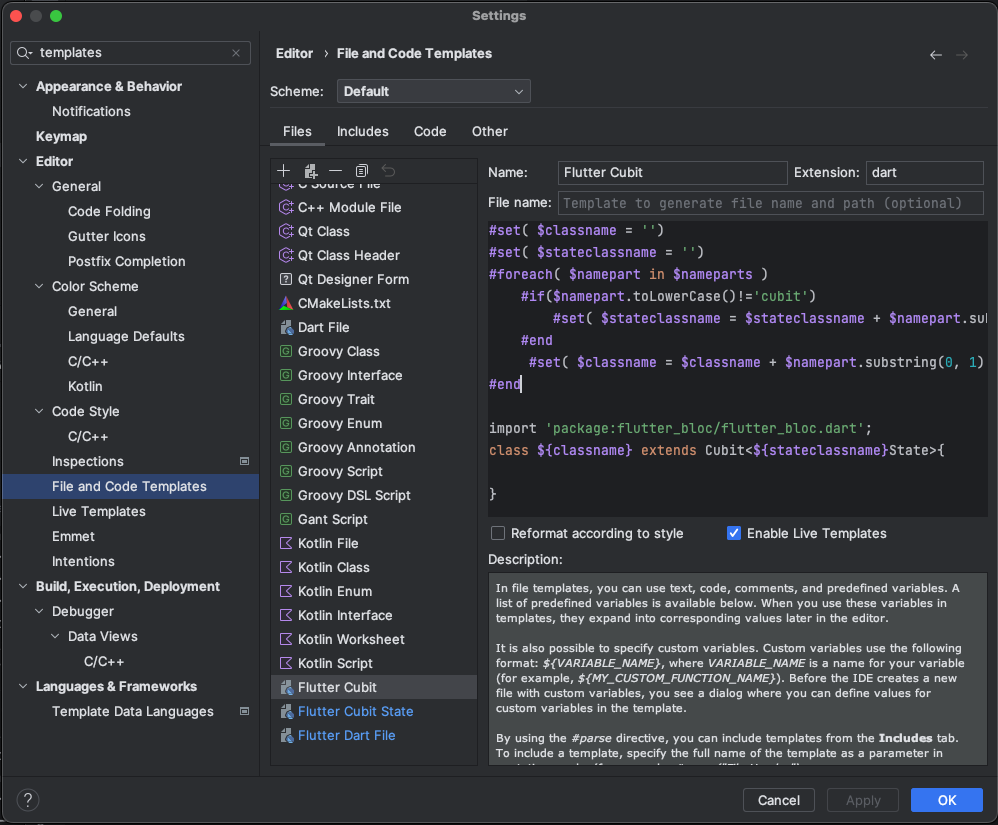 Settings
templates
Appearance & Behavior
Notifications
Keymap
Editor
General
Code Folding
Gutter Icons
Postfix Completion
Color Scheme
General
Language Defaults
C/C++
Kotlin
Code Style
C/C++
Inspections
File and Code Templates
Live Templates
Emmet
Intentions
Build, Execution, Deployment
Debugger
Data Views
C/C++
Languages & Frameworks
Template Data Languages
Editor › File and Code Templates
Scheme: Default
Files Includes Code Other
C Source File
C++ Module File
Qt Class
Qt Class Header
Qt Designer Form
CMakeLists.txt
Dart File
Groovy Class
Groovy Interface
Groovy Trait
Groovy Enum
Groovy Annotation
Groovy Script
Groovy DSL Script
Gant Script
Kotlin File
Kotlin Class
Kotlin Enum
Kotlin Interface
Kotlin Worksheet
Kotlin Script
Flutter Cubit
Flutter Cubit State
Flutter Dart File
Name: Flutter Cubit Extension: dart
File name: Template to generate file name and path (optional)
#set( $classname = '')
#set( $stateclassname = '')
#foreach( $namepart in $nameparts )
#if($namepart.toLowerCase()!='cubit')
#set( $stateclassname = $stateclassname + $namepart.sub
#end
#set( $classname = $classname + $namepart.substring(0, 1)
#end
import 'package:flutter_bloc/flutter_bloc.dart';
class ${classname} extends Cubit<${stateclassname}State>{
}
Reformat according to style Enable Live Templates
Description:
In file templates, you can use text, code, comments, and predefined variables. A
list of predefined variables is available below. When you use these variables in
templates, they expand into corresponding values later in the editor.
It is also possible to specify custom variables. Custom variables use the following
format: ${VARIABLE_NAME}, where VARIABLE_NAME is a name for your variable
(for example, ${MY_CUSTOM_FUNCTION_NAME}). Before the IDE creates a new
file with custom variables, you see a dialog where you can define values for
custom variables in the template.
By using the #parse directive, you can include templates from the Includes tab.
To include a template, specify the full name of the template as a parameter in
? Cancel Apply OK